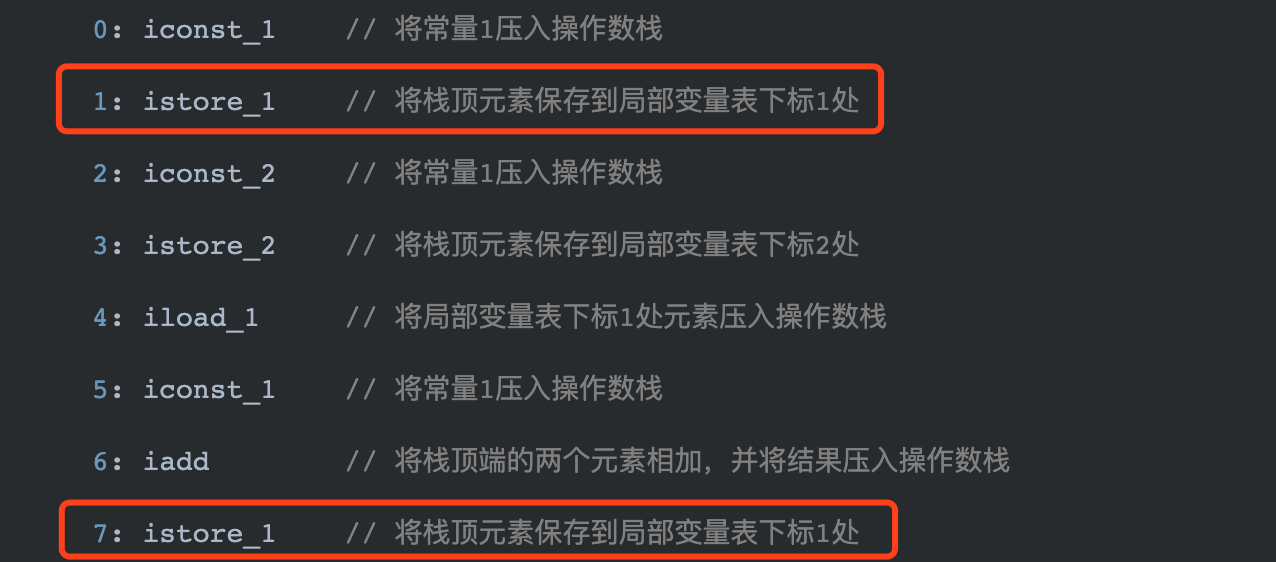 0: iconst_1 // 将常量1压入操作数栈
1: istore_1 // 将栈顶元素保存到局部变量表下标1处
2: iconst_2 // 将常量1压入操作数栈
3: istore_2 // 将栈顶元素保存到局部变量表下标2处
4: iload_1 // 将局部变量表下标1处元素压入操作数栈
5: iconst_1 // 将常量1压入操作数栈
6: iadd // 将栈顶端的两个元素相加，并将结果压入操作数栈
7: istore_1 // 将栈顶元素保存到局部变量表下标1处